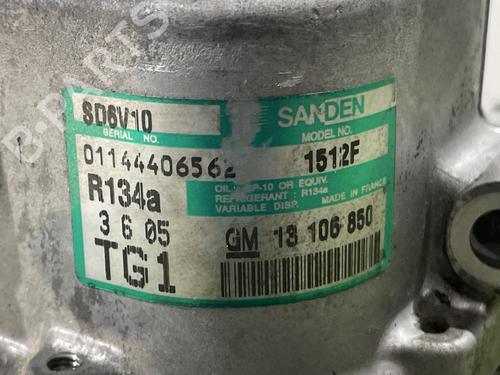 B-PARTS
SD6V10 SANDEN
SERIAL NO. MODEL NO.
01144406562 1512F
R134a
OIL : SP-10 OR EQUIV.
REFRIGERANT : R134a
VARIABLE DISP. MADE IN FRANCE
3 6 05
GM 13 106 850
TG1